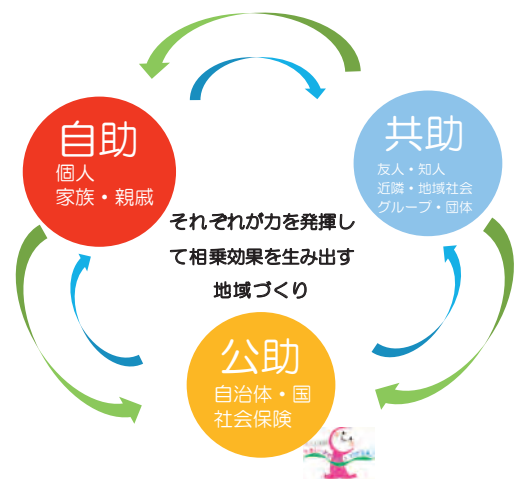 自助
個人
家族・親戚
共助
友人・知人
近隣・地域社会
グループ・団体
それぞれが力を発揮し
て相乗効果を生み出す
地域づくり
公助
自治体・国
社会保険